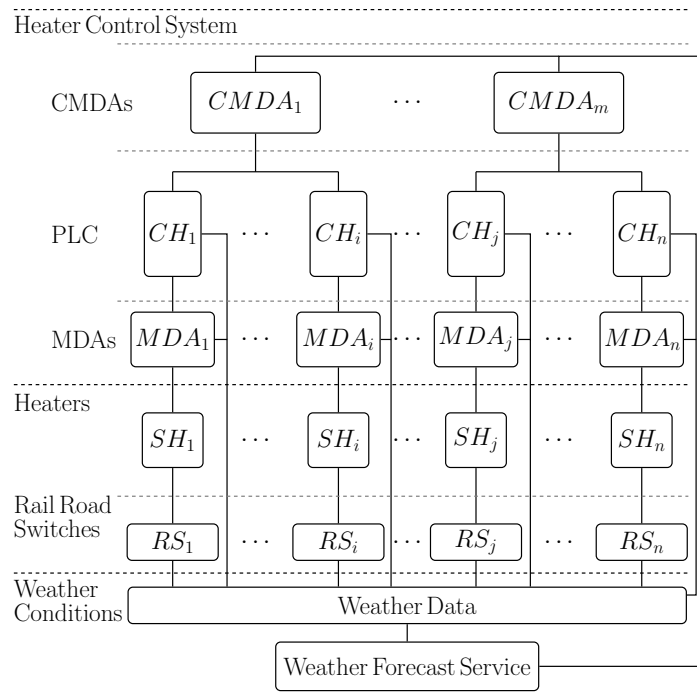 Heater Control System
CMDAs CMDA₁ ··· CMDAₘ
PLC CH₁ ··· CHᵢ ··· CHⱼ ··· CHₙ
MDAs MDA₁ ··· MDAᵢ ··· MDAⱼ ··· MDAₙ
Heaters
SH₁ ··· SHᵢ ··· SHⱼ ··· SHₙ
Rail Road
Switches
RS₁ ··· RSᵢ ··· RSⱼ ··· RSₙ
Weather
Conditions
Weather Data
Weather Forecast Service